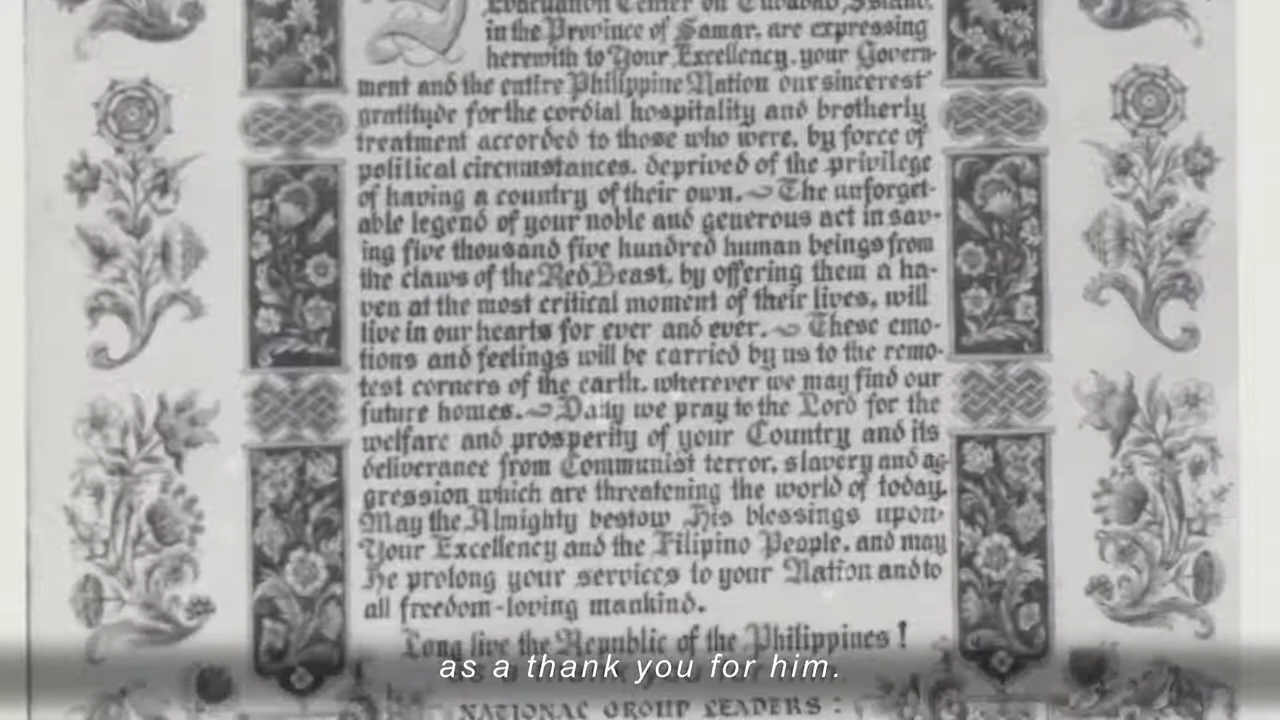 Evacuation Center on Tubabao Island,
in the Province of Samar, are expressing
herewith to Your Excellency, your Govern-
ment and the entire Philippine Nation our sincerest
gratitude for the cordial hospitality and brotherly
treatment accorded to those who were, by force of
political circumstances, deprived of the privilege
of having a country of their own. The unforget-
able legend of your noble and generous act in sav-
ing five thousand five hundred human beings from
the claws of the Red Beast, by offering them a ha-
ven at the most critical moment of their lives, will
live in our hearts for ever and ever. These emo-
tions and feelings will be carried by us to the remo-
test corners of the earth, wherever we may find our
future homes. Daily we pray to the Lord for the
welfare and prosperity of your Country and its
deliverance from Communist terror, slavery and ag-
gression which are threatening the world of today.
May the Almighty bestow His blessings upon
Your Excellency and the Filipino People, and may
He prolong your services to your Nation and to
all freedom-loving mankind.
Long live the Republic of the Philippines!
as a thank you for him.
NATIONAL GROUP LEADERS: